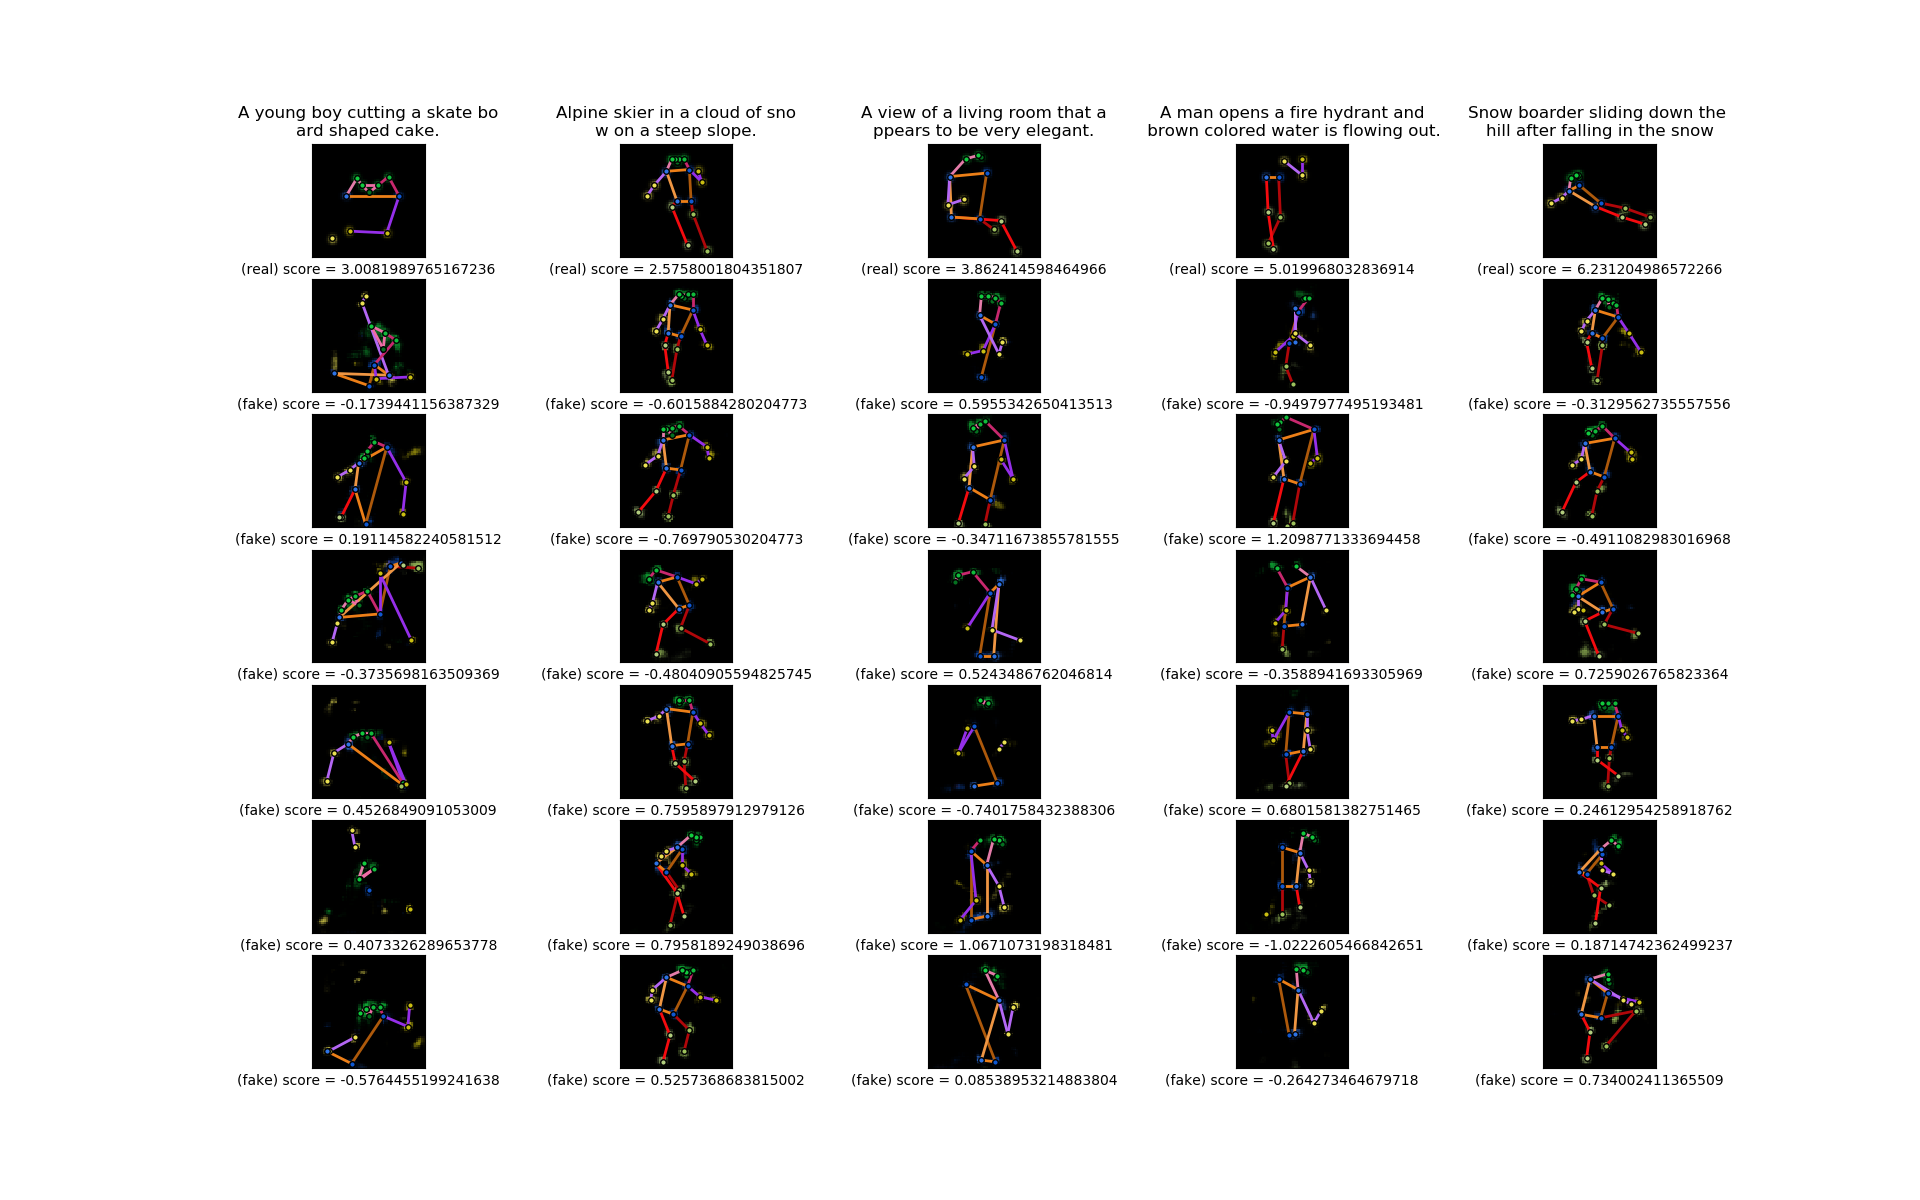 A young boy cutting a skate bo
ard shaped cake.
Alpine skier in a cloud of sno
w on a steep slope.
A view of a living room that a
ppears to be very elegant.
A man opens a fire hydrant and
brown colored water is flowing out.
Snow boarder sliding down the
hill after falling in the snow
(real) score = 3.0081989765167236
(real) score = 2.5758001804351807
(real) score = 3.862414598464966
(real) score = 5.019968032836914
(real) score = 6.231204986572266
(fake) score = -0.1739441156387329
(fake) score = -0.6015884280204773
(fake) score = 0.5955342650413513
(fake) score = -0.9497977495193481
(fake) score = -0.3129562735557556
(fake) score = 0.19114582240581512
(fake) score = -0.769790530204773
(fake) score = -0.34711673855781555
(fake) score = 1.2098771333694458
(fake) score = -0.4911082983016968
(fake) score = -0.3735698163509369
(fake) score = -0.48040905594825745
(fake) score = 0.5243486762046814
(fake) score = -0.3588941693305969
(fake) score = 0.7259026765823364
(fake) score = 0.4526849091053009
(fake) score = 0.7595897912979126
(fake) score = -0.7401758432388306
(fake) score = 0.6801581382751465
(fake) score = 0.24612954258918762
(fake) score = 0.4073326289653778
(fake) score = 0.7958189249038696
(fake) score = 1.0671073198318481
(fake) score = -1.0222605466842651
(fake) score = 0.18714742362499237
(fake) score = -0.5764455199241638
(fake) score = 0.5257368683815002
(fake) score = 0.085389532148838​04
(fake) score = -0.264273464679718
(fake) score = 0.734002411365509